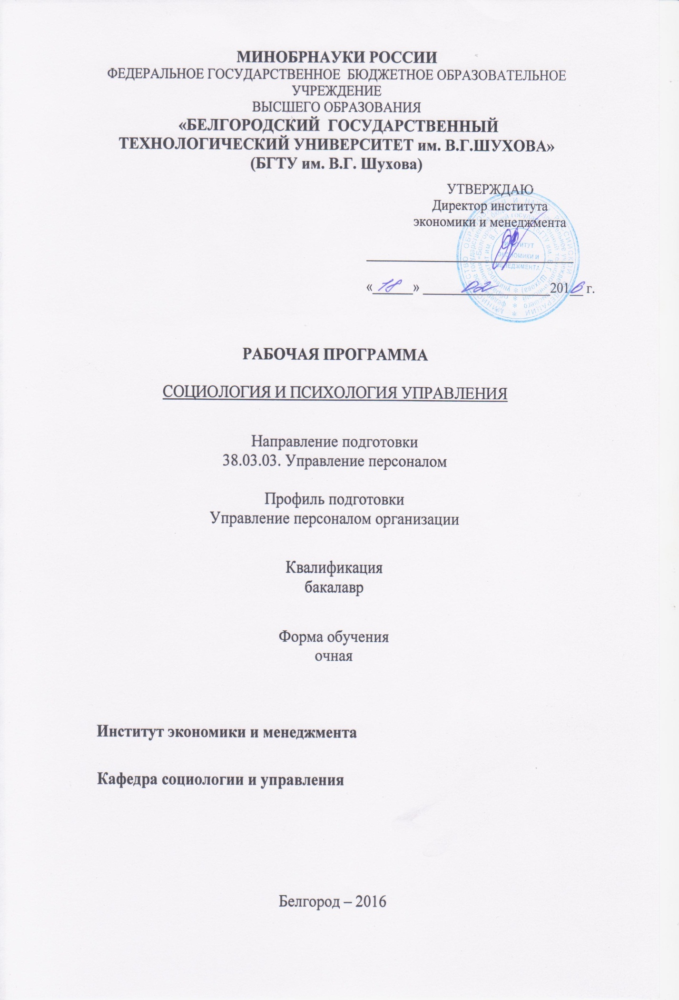 МИНОБРНАУКИ РОССИИ
ФЕДЕРАЛЬНОЕ ГОСУДАРСТВЕННОЕ БЮДЖЕТНОЕ ОБРАЗОВАТЕЛЬНОЕ
УЧРЕЖДЕНИЕ
ВЫСШЕГО ОБРАЗОВАНИЯ
«БЕЛГОРОДСКИЙ ГОСУДАРСТВЕННЫЙ
ТЕХНОЛОГИЧЕСКИЙ УНИВЕРСИТЕТ им. В.Г.ШУХОВА»
(БГТУ им. В.Г. Шухова)
УТВЕРЖДАЮ
Директор института
экономики и менеджмента
ИНСТИТУТ
ЭКОНОМИКИ И
МЕНЕДЖМЕНТА
«18» 02 2016 г.
РАБОЧАЯ ПРОГРАММА
СОЦИОЛОГИЯ И ПСИХОЛОГИЯ УПРАВЛЕНИЯ
Направление подготовки
38.03.03. Управление персоналом
Профиль подготовки
Управление персоналом организации
Квалификация
бакалавр
Форма обучения
очная
Институт экономики и менеджмента
Кафедра социологии и управления
Белгород – 2016